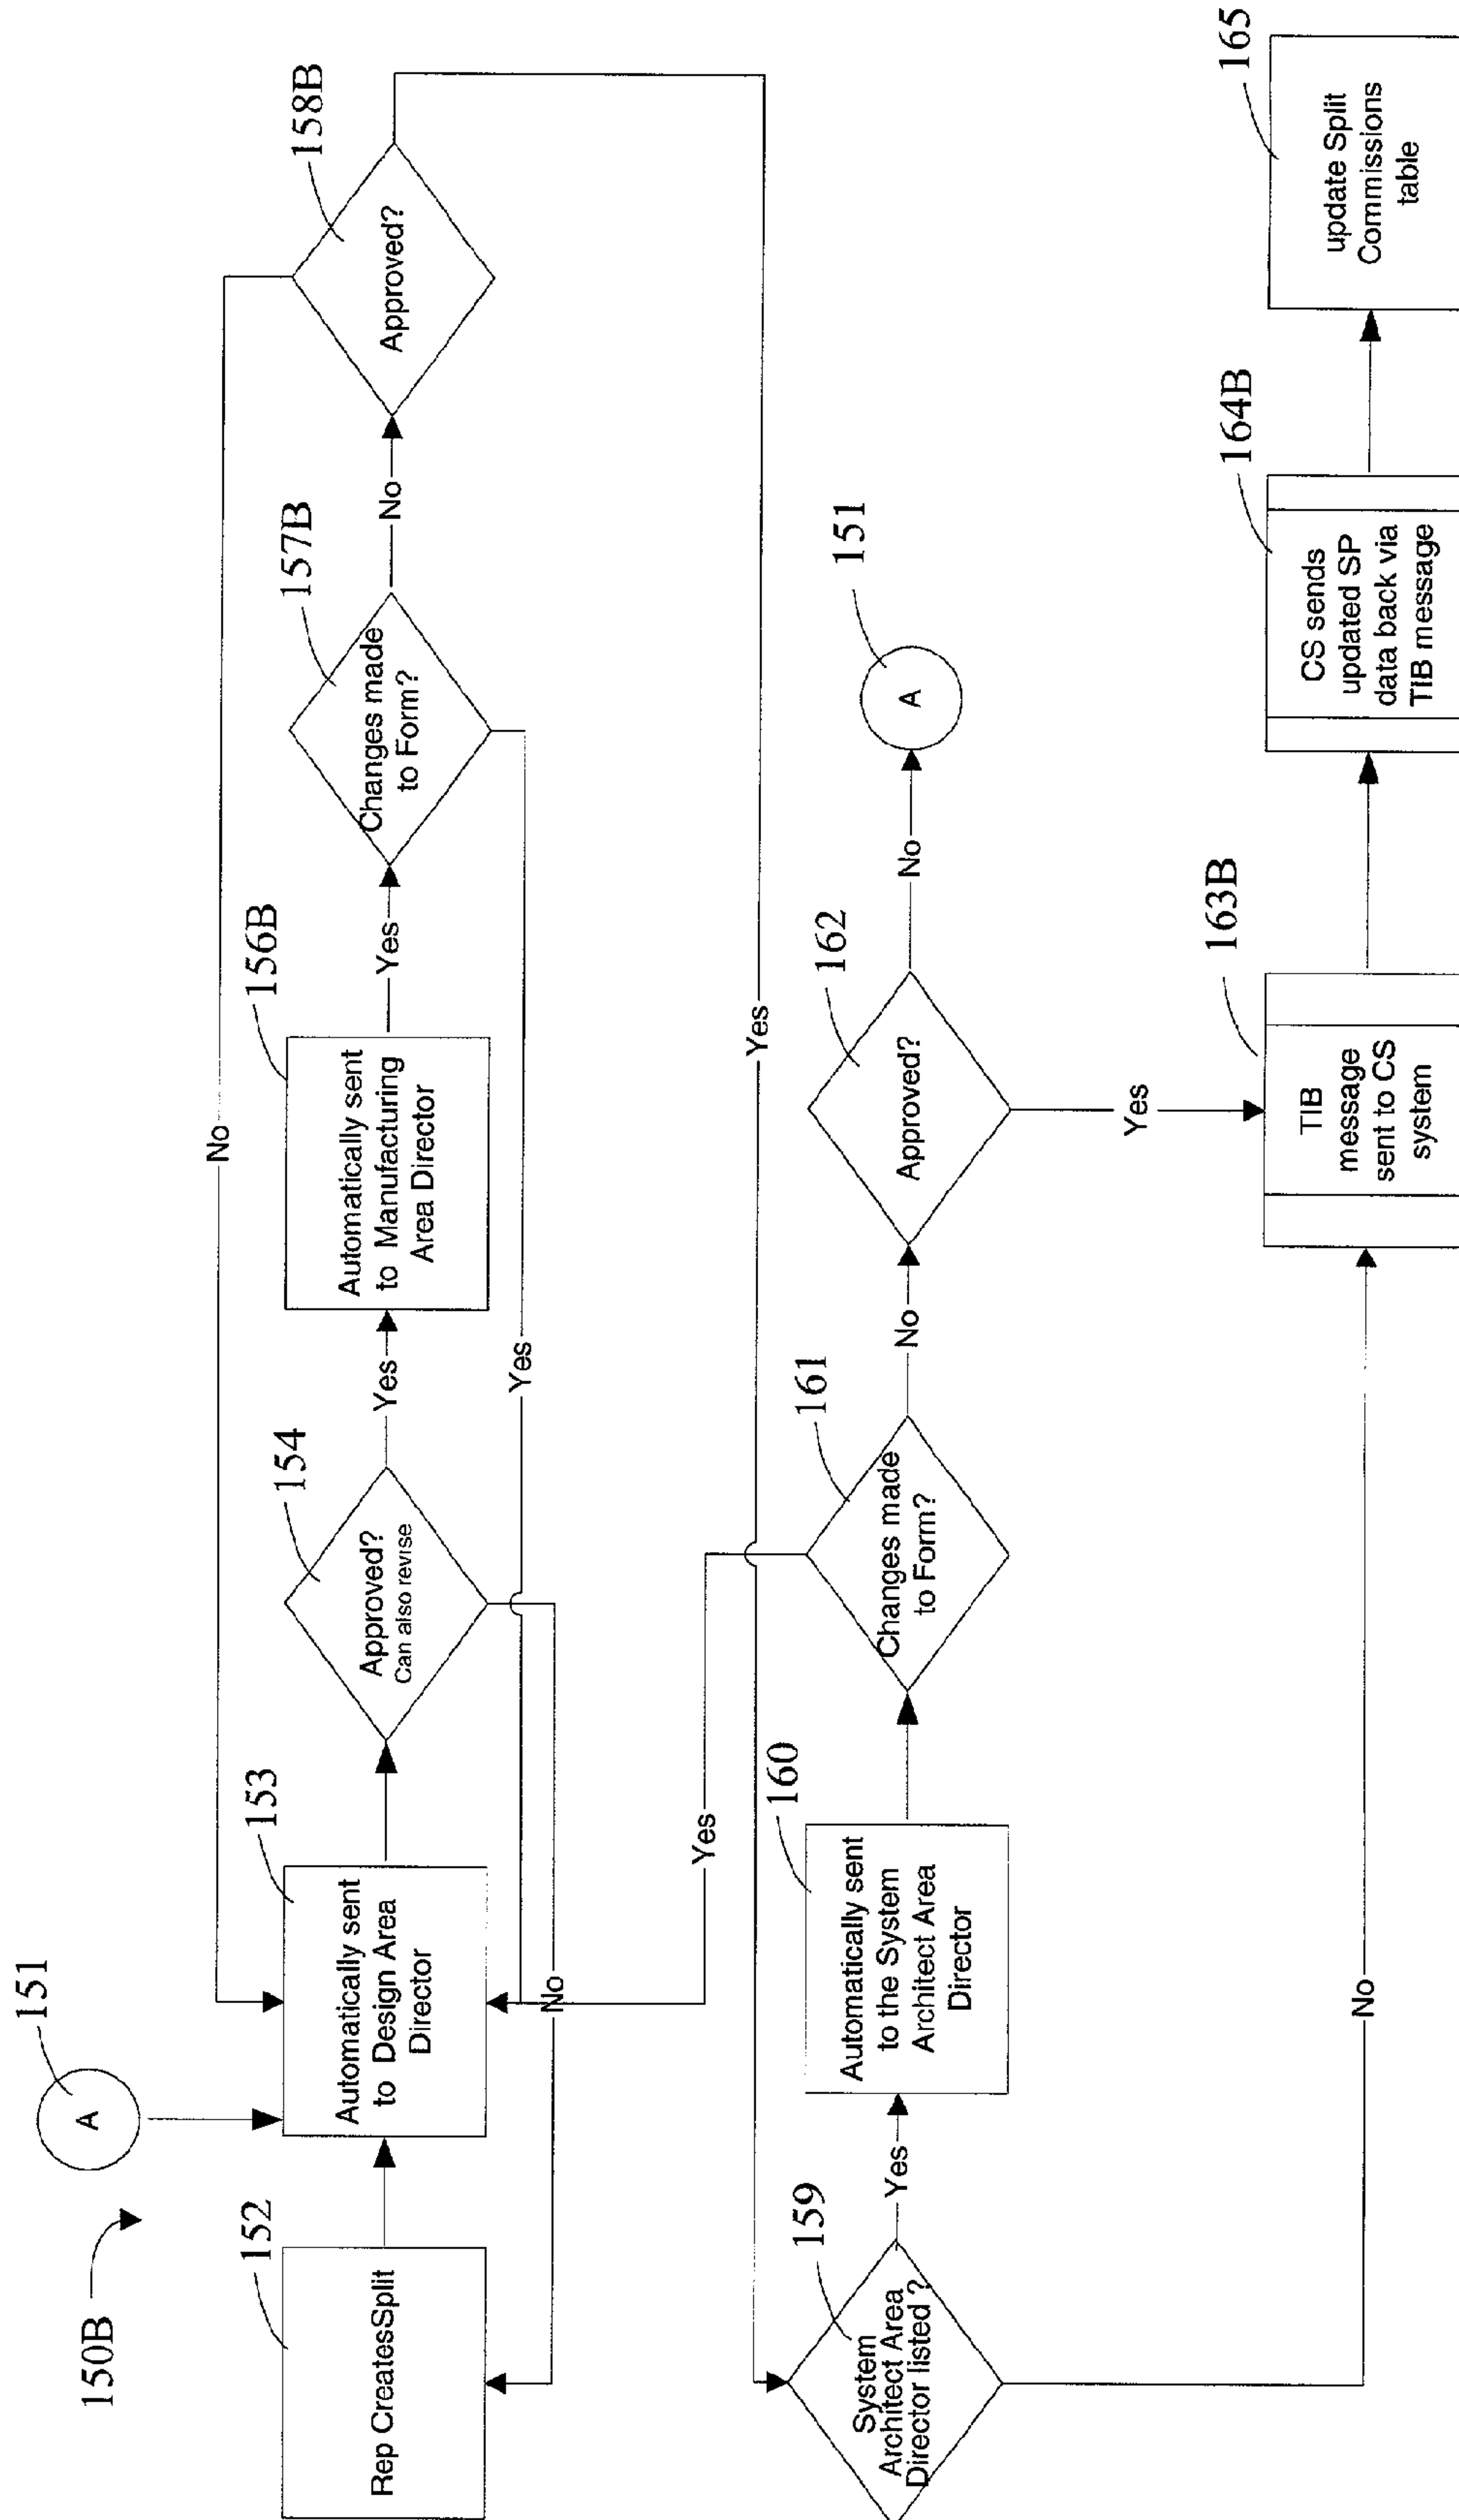 150B
151
A
152
Rep CreatesSplit
153
Automatically sent
to Design Area
Director
154
Approved?
Can also revise
Yes
No
156B
Automatically sent
to Manufacturing
Area Director
Yes
157B
Changes made
to Form?
Yes
No
158B
Approved?
No
Yes
159
System
Architect Area
Director listed ?
Yes
No
160
Automatically sent
to the System
Architect Area
Director
161
Changes made
to Form?
Yes
No
162
Approved?
No
Yes
151
A
163B
TIB
message
sent to CS
system
164B
CS sends
updated SP
data back via
TIB message
165
update Split
Commissions
table